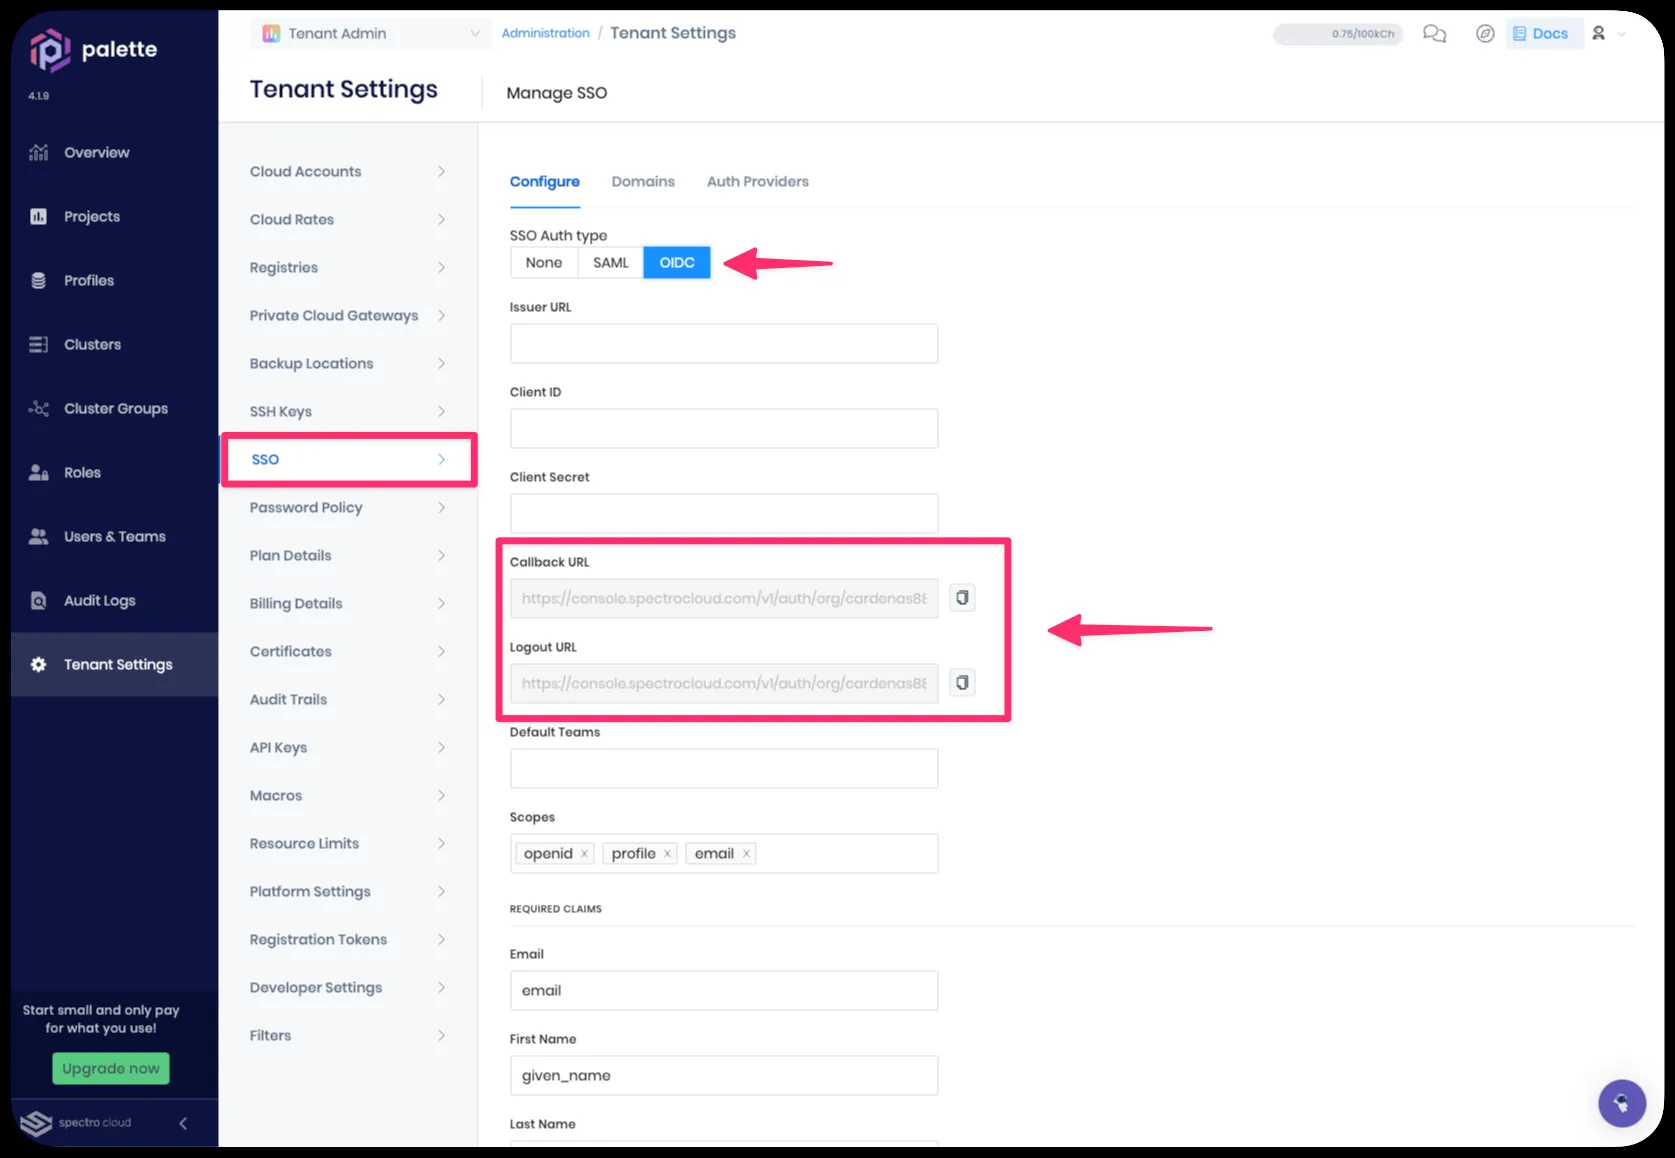 palette
4.1.9
Overview
Projects
Profiles
Clusters
Cluster Groups
Roles
Users & Teams
Audit Logs
Tenant Settings
Start small and only pay
for what you use!
Upgrade now
spectro cloud
Tenant Admin
Administration / Tenant Settings
0.75/100kCh
Docs
Tenant Settings
Manage SSO
Cloud Accounts
Cloud Rates
Registries
Private Cloud Gateways
Backup Locations
SSH Keys
SSO
Password Policy
Plan Details
Billing Details
Certificates
Audit Trails
API Keys
Macros
Resource Limits
Platform Settings
Registration Tokens
Developer Settings
Filters
Configure Domains Auth Providers
SSO Auth type
None SAML OIDC
Issuer URL
Client ID
Client Secret
Callback URL
https://console.spectrocloud.com/v1/auth/org/cardenas88
Logout URL
https://console.spectrocloud.com/v1/auth/org/cardenas88
Default Teams
Scopes
openid profile email
REQUIRED CLAIMS
Email
email
First Name
given_name
Last Name